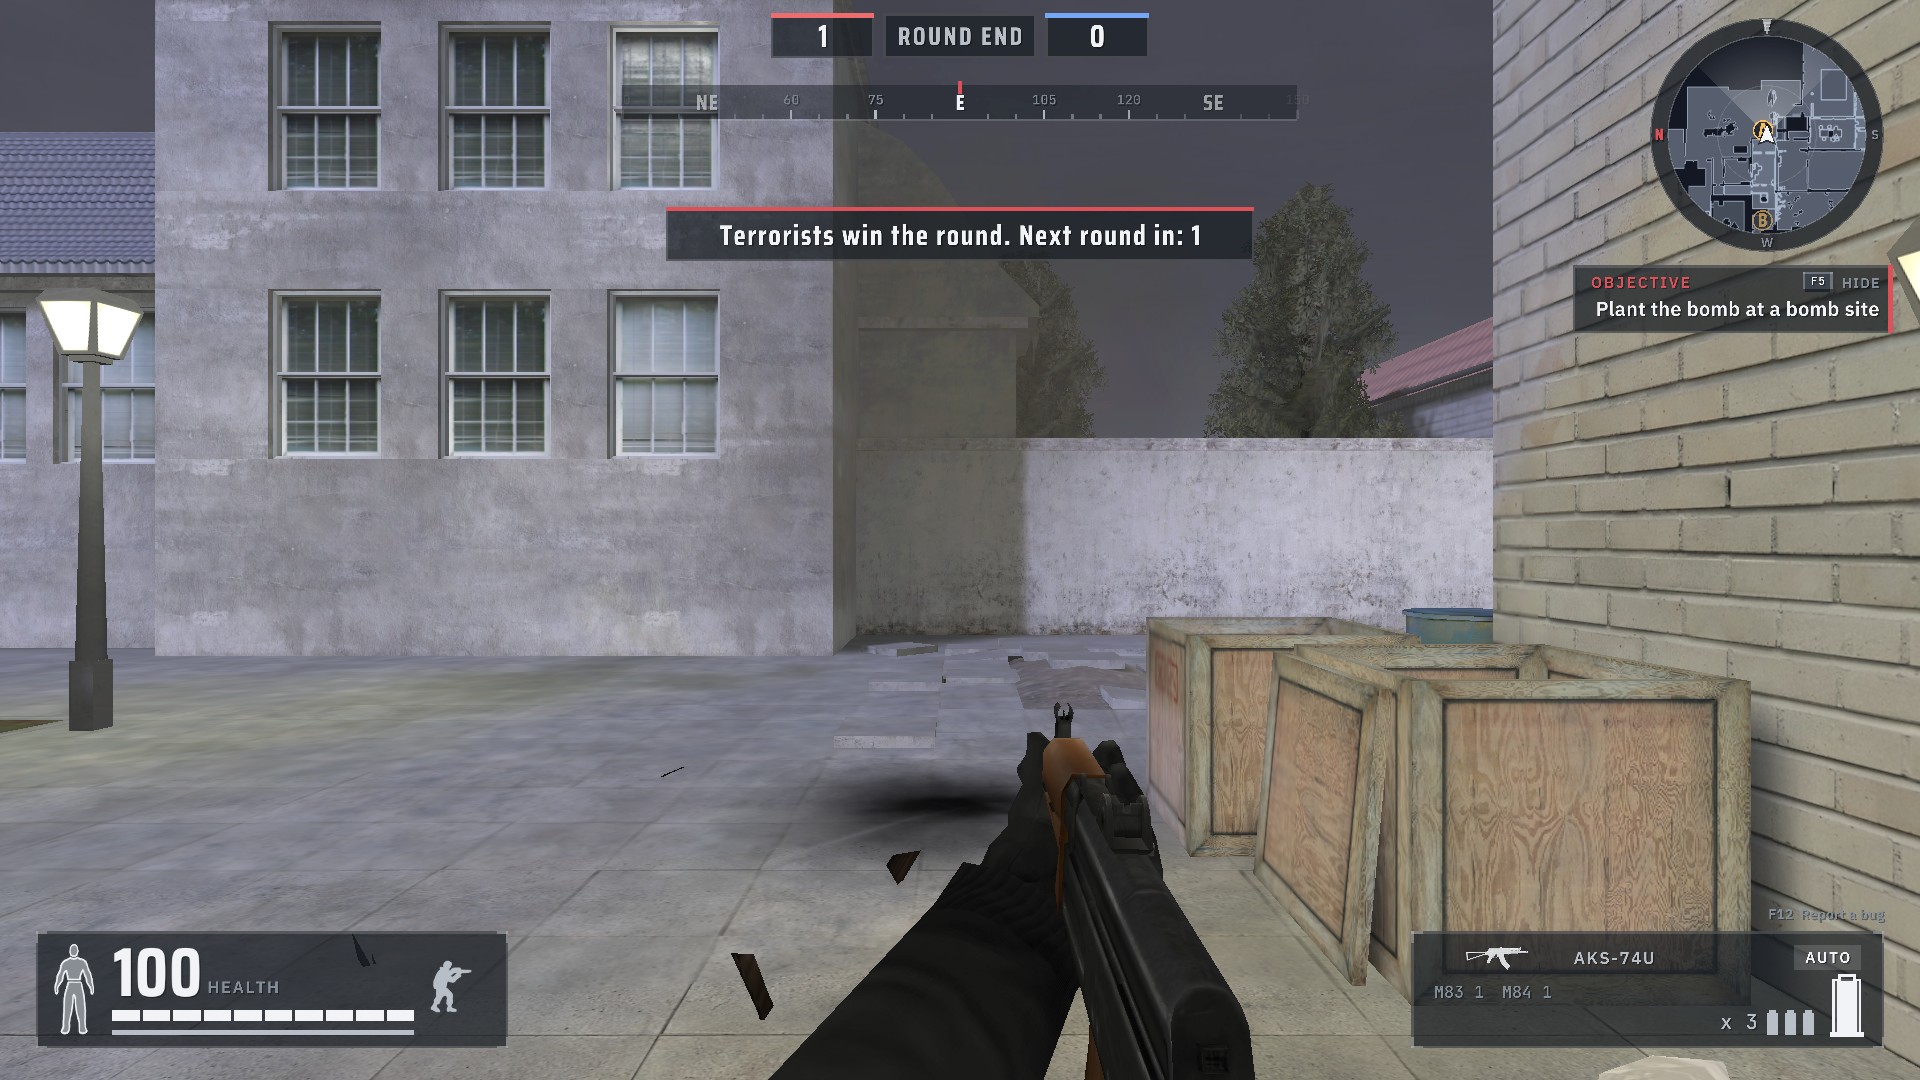 1 ROUND END 0
NE 60 75 E 105 120 SE 150
Terrorists win the round. Next round in: 1
N S W
A
B
OBJECTIVE F5 HIDE
Plant the bomb at a bomb site
F12 Report a bug
100 HEALTH
AKS-74U AUTO
M83 1 M84 1
x 3